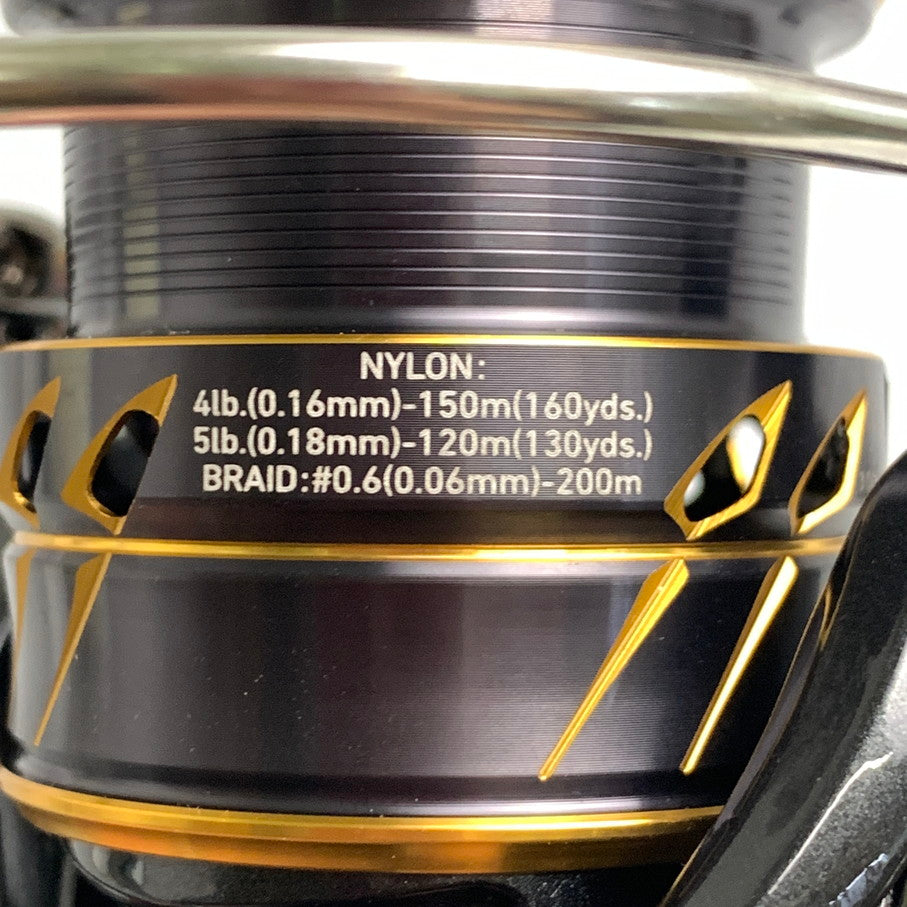 NYLON:
4lb.(0.16mm)-150m(160yds.)
5lb.(0.18mm)-120m(130yds.)
BRAID:#0.6(0.06mm)-200m